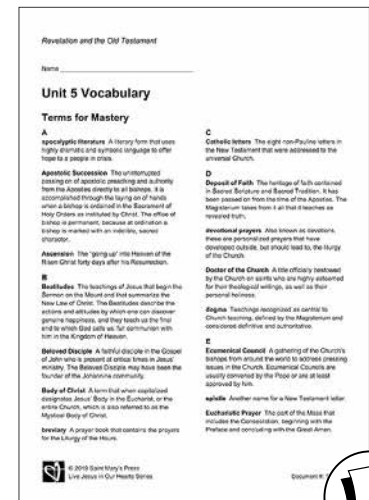 Revelation and the Old Testament
Name
Unit 5 Vocabulary
Terms for Mastery
A
apocalyptic literature A literary form that uses
highly dramatic and symbolic language to offer
hope to a people in crisis.
Apostolic Succession The uninterrupted
passing on of apostolic preaching and authority
from the Apostles directly to all bishops. It is
accomplished through the laying on of hands
when a bishop is ordained in the Sacrament of
Holy Orders as instituted by Christ. The office of
bishop is permanent, because at ordination a
bishop is marked with an indelible, sacred
character.
Ascension The "going up" into Heaven of the
Risen Christ forty days after his Resurrection.
B
Beatitudes The teachings of Jesus that begin the
Sermon on the Mount and that summarize the
New Law of Christ. The Beatitudes describe the
actions and attitudes by which one can discover
genuine happiness, and they teach us the final
end to which God calls us: full communion with
him in the Kingdom of Heaven.
Beloved Disciple A faithful disciple in the Gospel
of John who is present at critical times in Jesus'
ministry. The Beloved Disciple may have been the
founder of the Johannine community.
Body of Christ A term that when capitalized
designates Jesus' Body in the Eucharist, or the
entire Church, which is also referred to as the
Mystical Body of Christ.
breviary A prayer book that contains the prayers
for the Liturgy of the Hours.
C
Catholic letters The eight non-Pauline letters in
the New Testament that were addressed to the
universal Church.
D
Deposit of Faith The heritage of faith contained
in Sacred Scripture and Sacred Tradition. It has
been passed on from the time of the Apostles. The
Magisterium takes from it all that it teaches as
revealed truth.
devotional prayers Also known as devotions,
these are personalized prayers that have
developed outside, but should lead to, the liturgy
of the Church.
Doctor of the Church A title officially bestowed
by the Church on saints who are highly esteemed
for their theological writings, as well as their
personal holiness.
dogma Teachings recognized as central to
Church teaching, defined by the Magisterium and
considered definitive and authoritative.
E
Ecumenical Council A gathering of the Church's
bishops from around the world to address pressing
issues in the Church. Ecumenical Councils are
usually convened by the Pope or are at least
approved by him.
epistle Another name for a New Testament letter.
Eucharistic Prayer The part of the Mass that
includes the Consecration, beginning with the
Preface and concluding with the Great Amen.
© 2019 Saint Mary's Press
Live Jesus in Our Hearts Series
Document #: